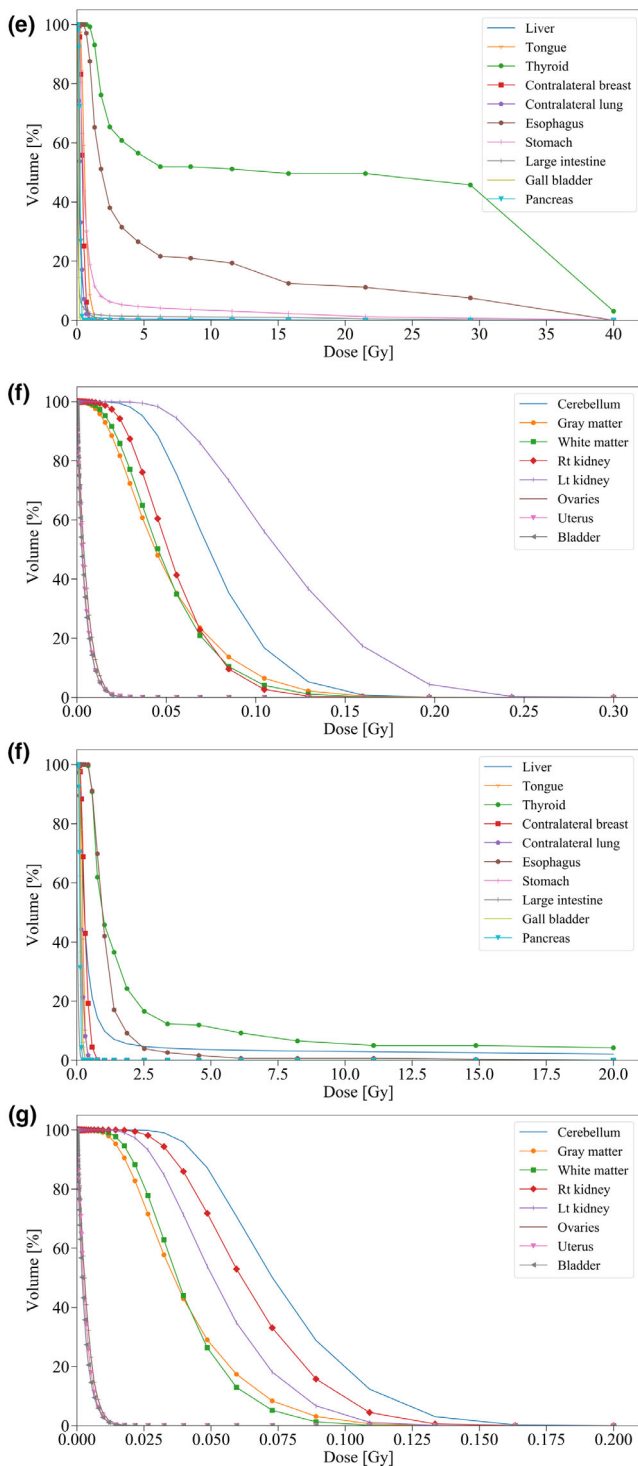 (e)
100
80
60
40
20
0
Volume [%]
0 5 10 15 20 25 30 35 40
Dose [Gy]
Liver
Tongue
Thyroid
Contralateral breast
Contralateral lung
Esophagus
Stomach
Large intestine
Gall bladder
Pancreas
(f)
100
80
60
40
20
0
Volume [%]
0.00 0.05 0.10 0.15 0.20 0.25 0.30
Dose [Gy]
Cerebellum
Gray matter
White matter
Rt kidney
Lt kidney
Ovaries
Uterus
Bladder
(f)
100
80
60
40
20
0
Volume [%]
0.0 2.5 5.0 7.5 10.0 12.5 15.0 17.5 20.0
Dose [Gy]
Liver
Tongue
Thyroid
Contralateral breast
Contralateral lung
Esophagus
Stomach
Large intestine
Gall bladder
Pancreas
(g)
100
80
60
40
20
0
Volume [%]
0.000 0.025 0.050 0.075 0.100 0.125 0.150 0.175 0.200
Dose [Gy]
Cerebellum
Gray matter
White matter
Rt kidney
Lt kidney
Ovaries
Uterus
Bladder